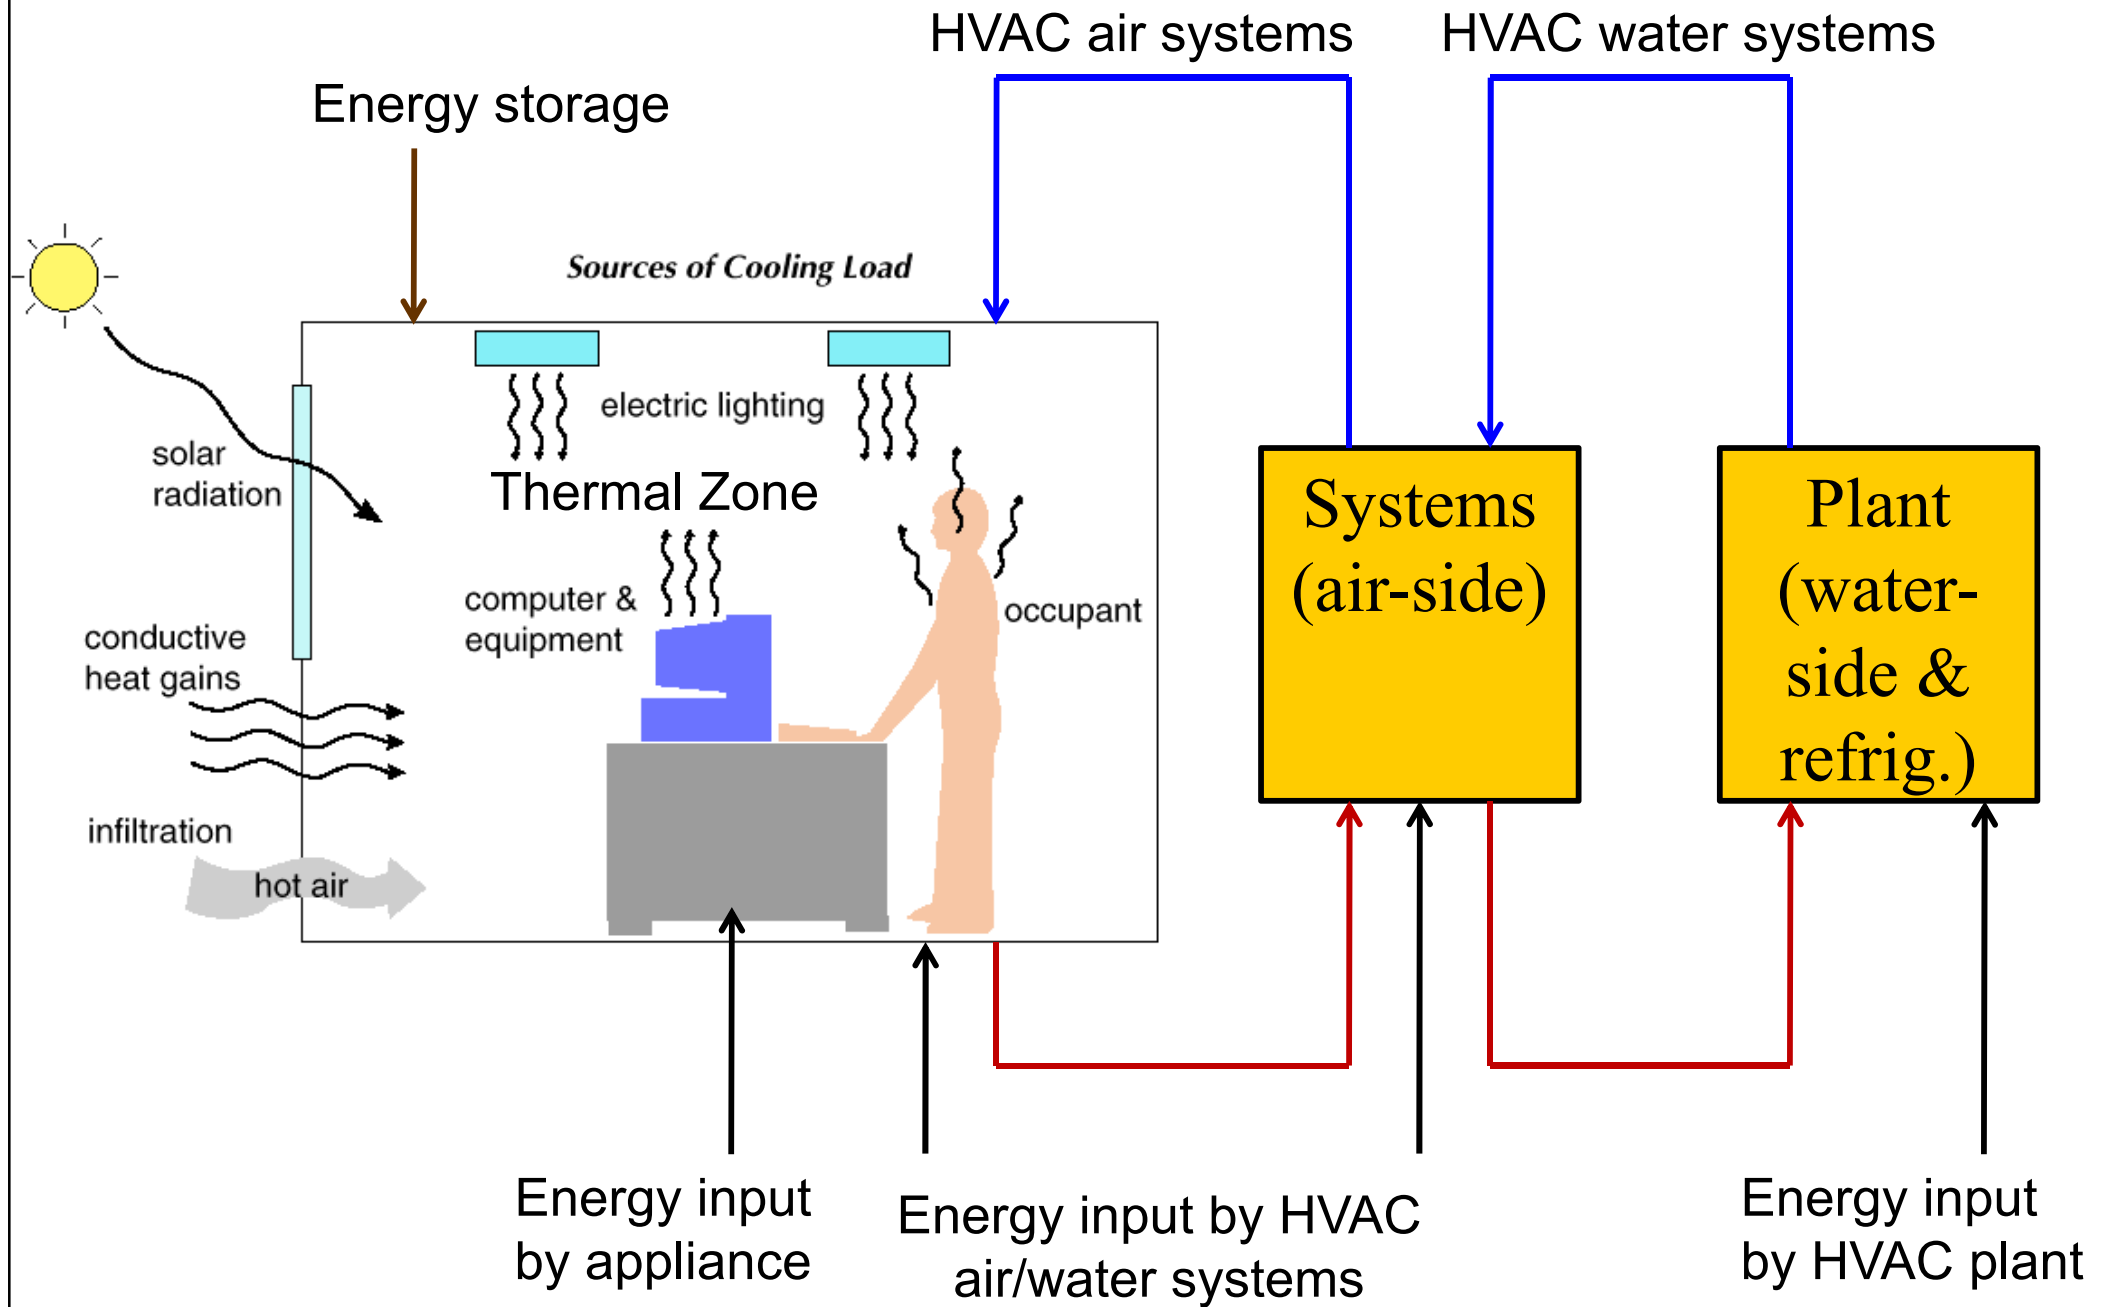 HVAC air systems
HVAC water systems
Energy storage
Sources of Cooling Load
electric lighting
solar
radiation
Thermal Zone
computer &
equipment
occupant
conductive
heat gains
infiltration
hot air
Systems
(air-side)
Plant
(water-
side &
refrig.)
Energy input
by appliance
Energy input by HVAC
air/water systems
Energy input
by HVAC plant